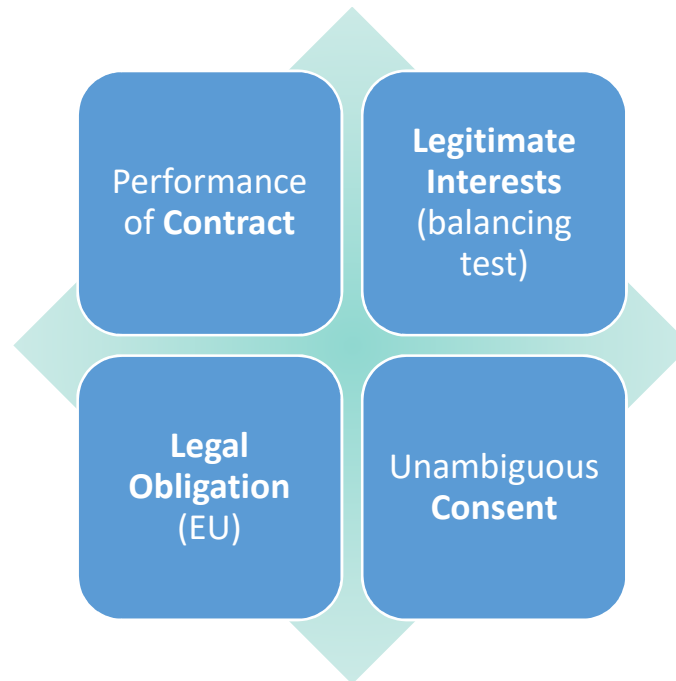 Performance
of Contract
Legitimate
Interests
(balancing
test)
Legal
Obligation
(EU)
Unambiguous
Consent